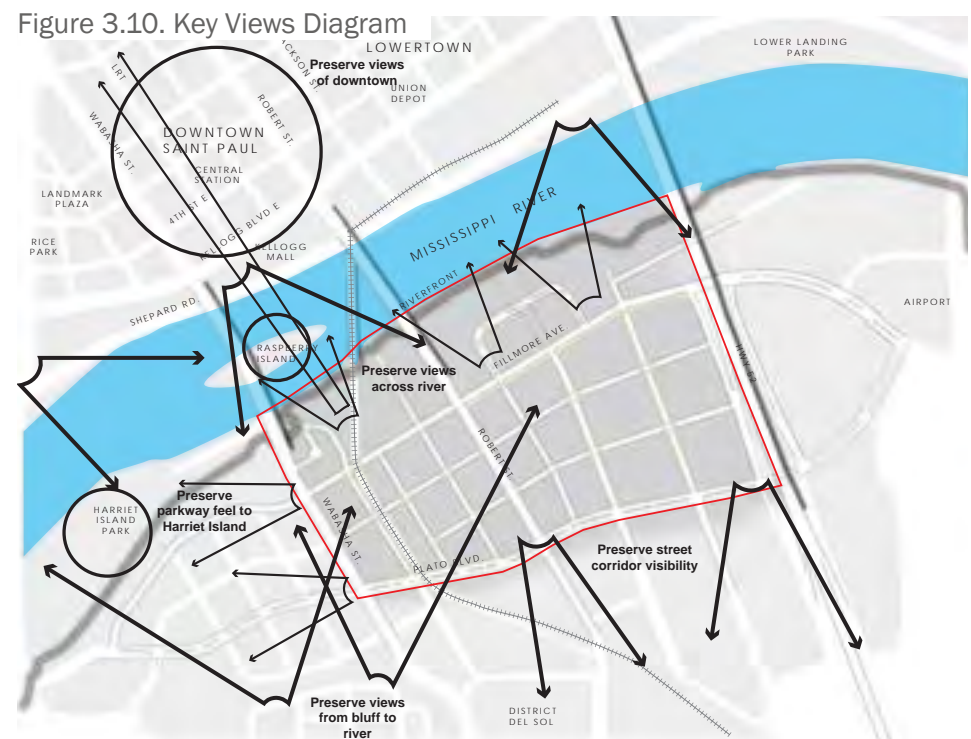 Figure 3.10. Key Views Diagram
LOWERTOWN
LOWER LANDING
PARK
JACKSON ST.
Preserve views
of downtown
UNION
DEPOT
LRT
ROBERT ST.
WABASHA ST.
DOWNTOWN
SAINT PAUL
CENTRAL
STATION
LANDMARK
PLAZA
4TH ST E
KELLOGG BLVD E
RICE
PARK
KELLOGG
MALL
MISSISSIPPI RIVER
RIVERFRONT
SHEPARD RD.
AIRPORT
RASPBERRY
ISLAND
FILLMORE AVE
HWY 52
Preserve views
across river
ROBERT ST.
Preserve
parkway feel to
Harriet Island
HARRIET
ISLAND
PARK
WABASHA ST.
PLATO BLVD.
Preserve street
corridor visibility
Preserve views
from bluff to
river
DISTRICT
DEL SOL